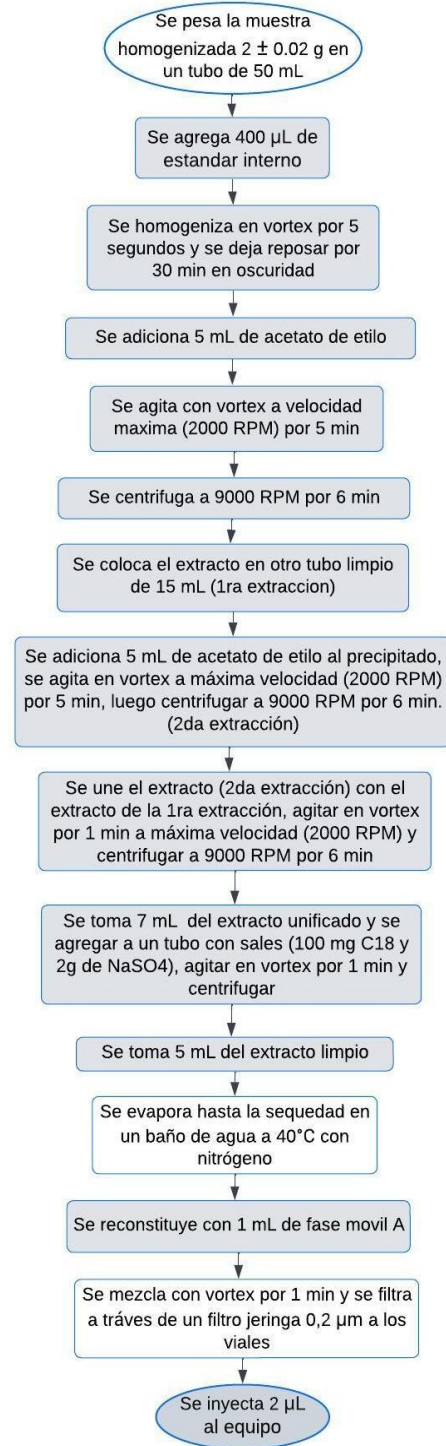 Se pesa la muestra
homogenizada 2 ± 0.02 g en
un tubo de 50 mL
Se agrega 400 µL de
estandar interno
Se homogeniza en vortex por 5
segundos y se deja reposar por
30 min en oscuridad
Se adiciona 5 mL de acetato de etilo
Se agita con vortex a velocidad
maxima (2000 RPM) por 5 min
Se centrifuga a 9000 RPM por 6 min
Se coloca el extracto en otro tubo limpio
de 15 mL (1ra extraccion)
Se adiciona 5 mL de acetato de etilo al precipitado,
se agita en vortex a máxima velocidad (2000 RPM)
por 5 min, luego centrifugar a 9000 RPM por 6 min.
(2da extracción)
Se une el extracto (2da extracción) con el
extracto de la 1ra extracción, agitar en vortex
por 1 min a máxima velocidad (2000 RPM) y
centrifugar a 9000 RPM por 6 min
Se toma 7 mL del extracto unificado y se
agregar a un tubo con sales (100 mg C18 y
2g de NaSO4), agitar en vortex por 1 min y
centrifugar
Se toma 5 mL del extracto limpio
Se evapora hasta la sequedad en
un baño de agua a 40°C con
nitrógeno
Se reconstituye con 1 mL de fase movil A
Se mezcla con vortex por 1 min y se filtra
a tráves de un filtro jeringa 0,2 µm a los
viales
Se inyecta 2 µL
al equipo